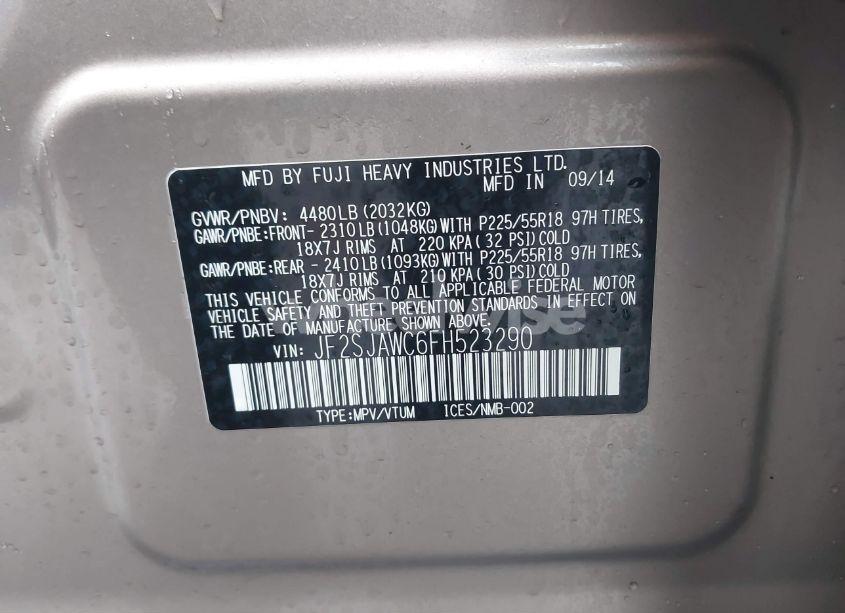 MFD BY FUJI HEAVY INDUSTRIES LTD.
MFD IN 09/14
GVWR/PNBV: 4480LB(2032KG)
GAWR/PNBE:FRONT- 2310LB(1048KG)WITH P225/55R18 97H TIRES,
18X7J RIMS AT 220 KPA(32 PSI)COLD
GAWR/PNBE:REAR - 2410LB(1093KG)WITH P225/55R18 97H TIRES,
18X7J RIMS AT 210 KPA(30 PSI)COLD
THIS VEHICLE CONFORMS TO ALL APPLICABLE FEDERAL MOTOR
VEHICLE SAFETY AND THEFT PREVENTION STANDARDS IN EFFECT ON
THE DATE OF MANUFACTURE SHOWN ABOVE.
VIN: JF2SJAWC6FH523290
TYPE:MPV/VTUM ICES/NMB-002